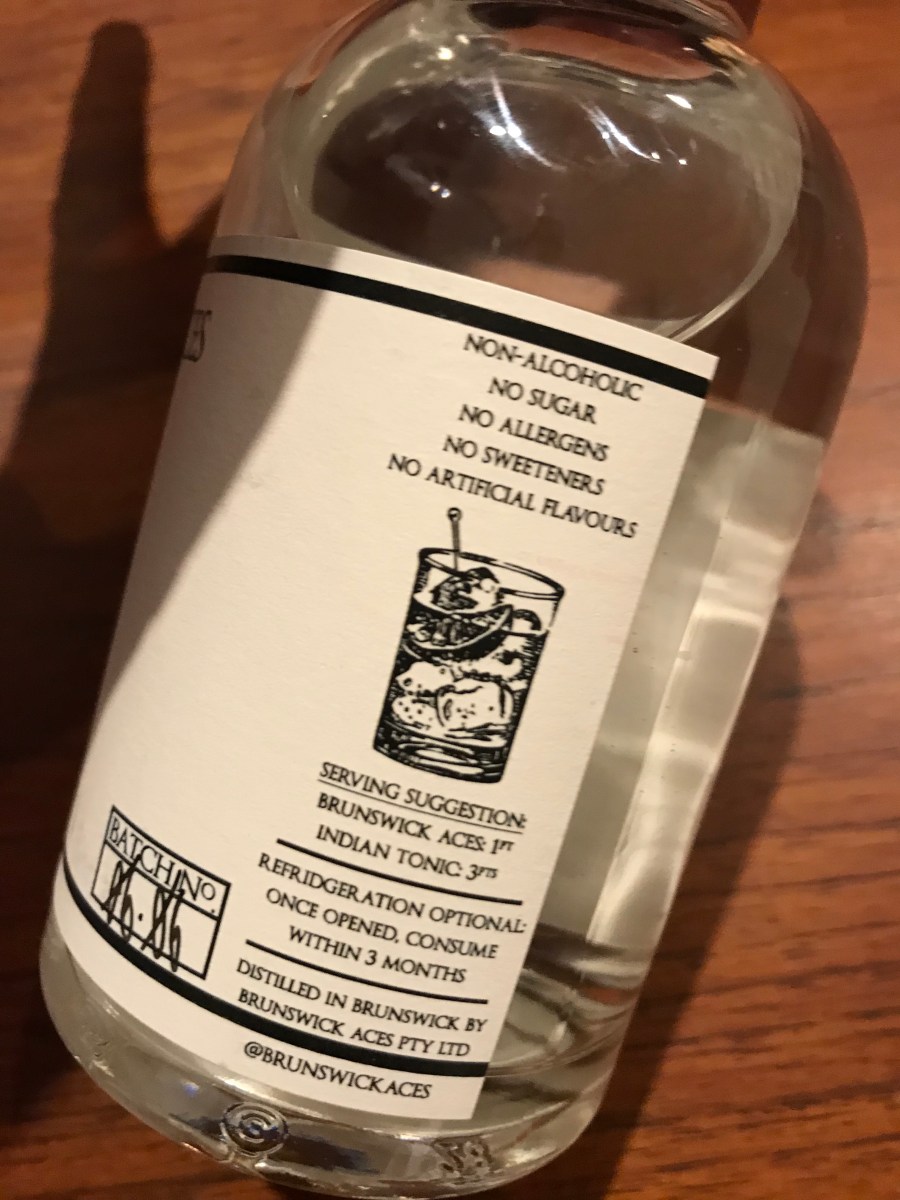 NON-ALCOHOLIC
NO SUGAR
NO ALLERGENS
NO SWEETENERS
NO ARTIFICIAL FLAVOURS
SERVING SUGGESTION:
BRUNSWICK ACES: 1PT
INDIAN TONIC: 3PTS
REFRIDGERATION OPTIONAL:
ONCE OPENED, CONSUME
WITHIN 3 MONTHS
BATCH NO.
DISTILLED IN BRUNSWICK BY
BRUNSWICK ACES PTY LTD
@BRUNSWICKACES